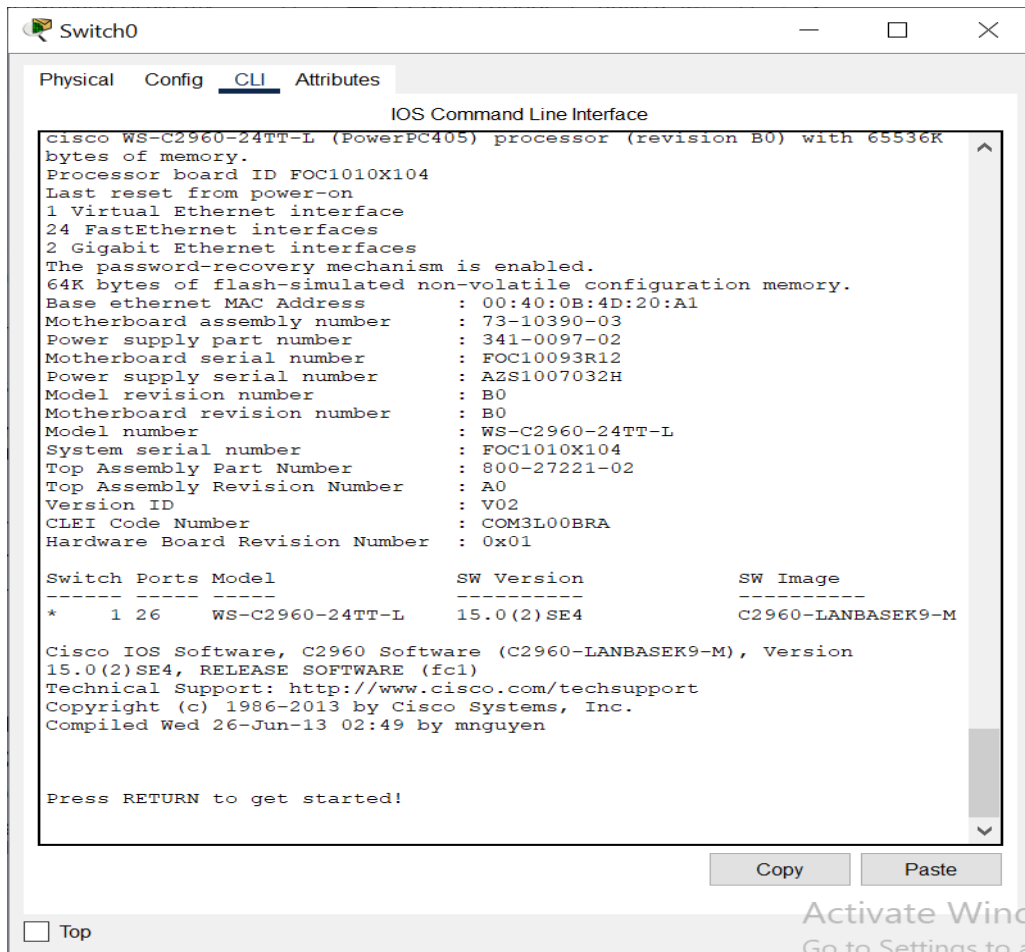 Switch0
Physical Config CLI Attributes
IOS Command Line Interface
cisco WS-C2960-24TT-L (PowerPC405) processor (revision B0) with 65536K
bytes of memory.
Processor board ID FOC1010X104
Last reset from power-on
1 Virtual Ethernet interface
24 FastEthernet interfaces
2 Gigabit Ethernet interfaces
The password-recovery mechanism is enabled.
64K bytes of flash-simulated non-volatile configuration memory.
Base ethernet MAC Address : 00:40:0B:4D:20:A1
Motherboard assembly number : 73-10390-03
Power supply part number : 341-0097-02
Motherboard serial number : FOC10093R12
Power supply serial number : AZS1007032H
Model revision number : B0
Motherboard revision number : B0
Model number : WS-C2960-24TT-L
System serial number : FOC1010X104
Top Assembly Part Number : 800-27221-02
Top Assembly Revision Number : A0
Version ID : V02
CLEI Code Number : COM3L00BRA
Hardware Board Revision Number : 0x01
Switch Ports Model SW Version SW Image
------ ----- ----- ---------- ----------
* 1 26 WS-C2960-24TT-L 15.0(2)SE4 C2960-LANBASEK9-M
Cisco IOS Software, C2960 Software (C2960-LANBASEK9-M), Version
15.0(2)SE4, RELEASE SOFTWARE (fc1)
Technical Support: http://www.cisco.com/techsupport
Copyright (c) 1986-2013 by Cisco Systems, Inc.
Compiled Wed 26-Jun-13 02:49 by mnguyen
Press RETURN to get started!
Copy Paste
Activate Wind
Top
Go to Settings to a